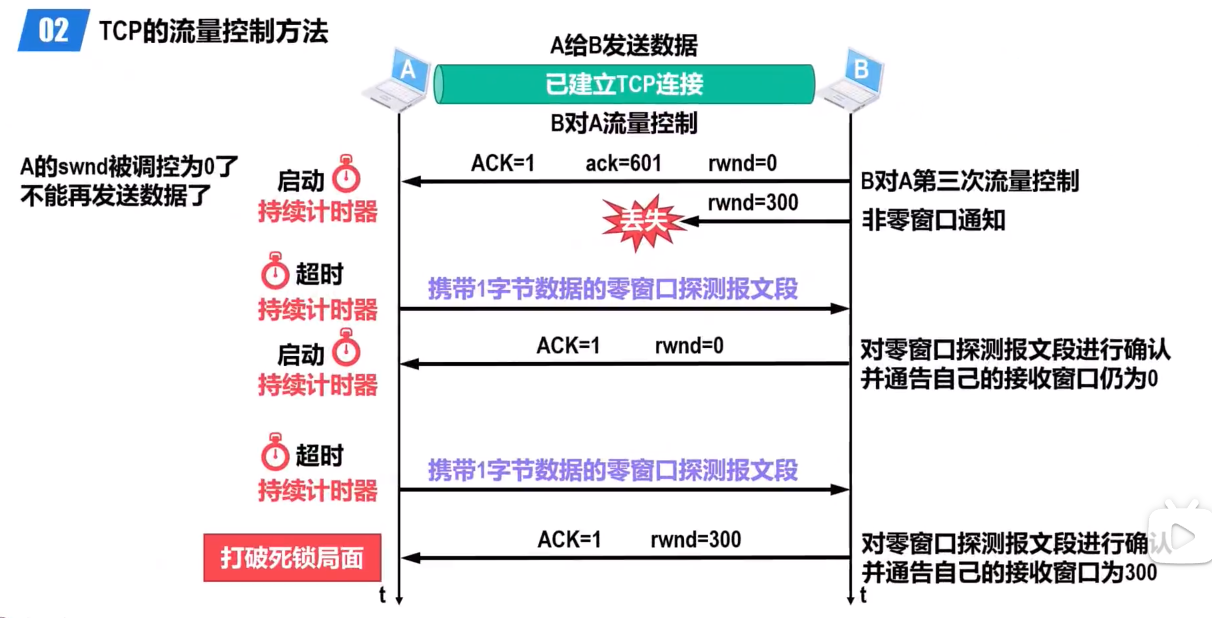 02 TCP的流量控制方法
A给B发送数据
A
已建立TCP连接
B
B对A流量控制
A的swnd被调控为0了
不能再发送数据了
启动
持续计时器
ACK=1 ack=601 rwnd=0
B对A第三次流量控制
rwnd=300
丢失
非零窗口通知
超时
持续计时器
携带1字节数据的零窗口探测报文段
启动
持续计时器
ACK=1 rwnd=0
对零窗口探测报文段进行确认
并通告自己的接收窗口仍为0
超时
持续计时器
携带1字节数据的零窗口探测报文段
打破死锁局面
ACK=1 rwnd=300
对零窗口探测报文段进行确认
并通告自己的接收窗口为300
t
t